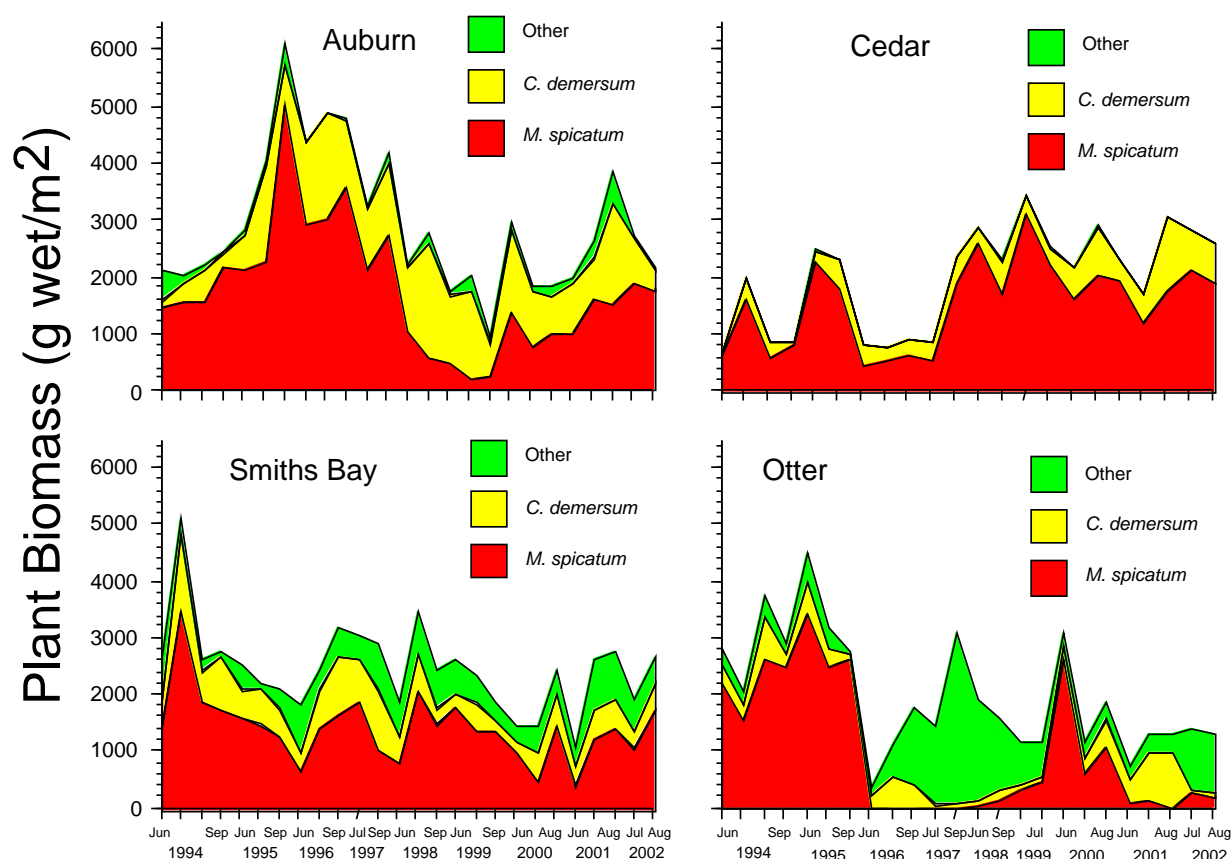 Plant Biomass (g wet/m2)
Auburn
Other
C. demersum
M. spicatum
6000
5000
4000
3000
2000
1000
0
Cedar
Other
C. demersum
M. spicatum
Smiths Bay
Other
C. demersum
M. spicatum
6000
5000
4000
3000
2000
1000
0
Jun Sep Jun Sep Jun Sep Jul Sep Jun Sep Jun Sep Jun Aug Jun Aug Jul Aug
1994 1995 1996 1997 1998 1999 2000 2001 2002
Otter
Other
C. demersum
M. spicatum
Jun Sep Jun Sep Jun Sep Jul Sep Jun Sep Jul Jun Aug Jun Aug Jul Aug
1994 1995 1996 1997 1998 1999 2000 2001 2002